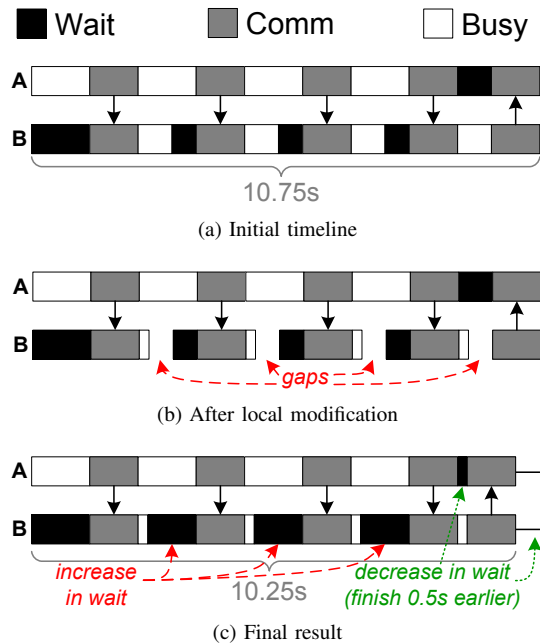 Wait Comm Busy
A
B
10.75s
(a) Initial timeline
A
B
gaps
(b) After local modification
A
B
increase
in wait
10.25s
decrease in wait
(finish 0.5s earlier)
(c) Final result